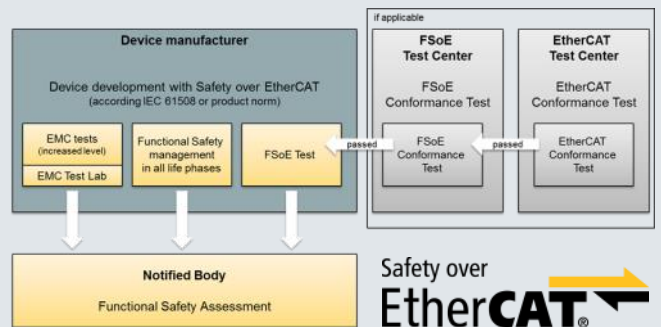 Device manufacturer
Device development with Safety over EtherCAT
(according IEC 61508 or product norm)
EMC tests
(increased level)
EMC Test Lab
Functional Safety
management
in all life phases
FSoE Test
if applicable
FSoE
Test Center
FSoE
Conformance Test
passed
FSoE
Conformance
Test
EtherCAT
Test Center
EtherCAT
Conformance Test
passed
EtherCAT
Conformance
Test
Notified Body
Functional Safety Assessment
Safety over
EtherCAT®